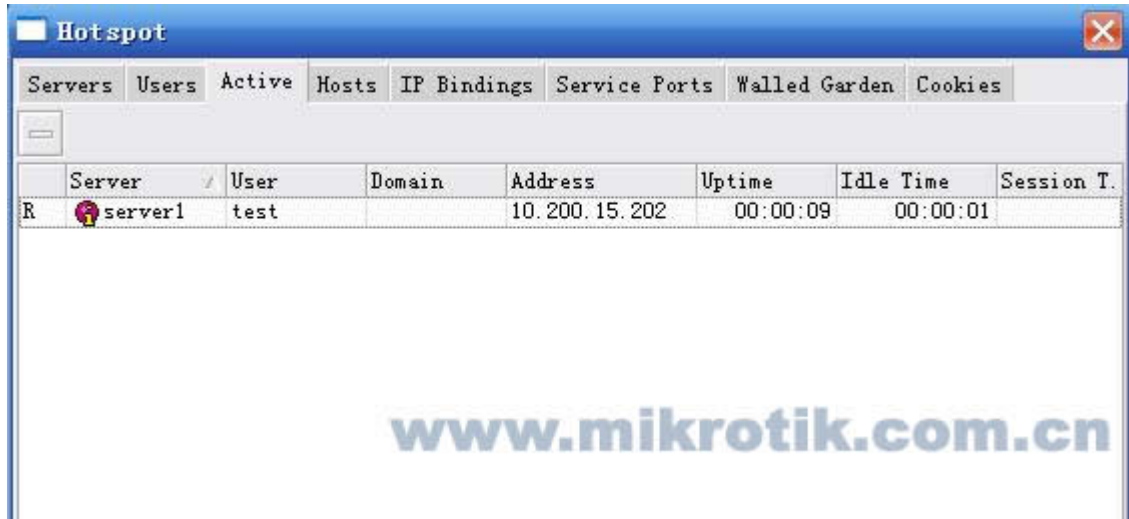 Hotspot
Servers Users Active Hosts IP Bindings Service Ports Walled Garden Cookies
Server User Domain Address Uptime Idle Time Session T.
R server1 test 10.200.15.202 00:00:09 00:00:01
www.mikrotik.com.cn